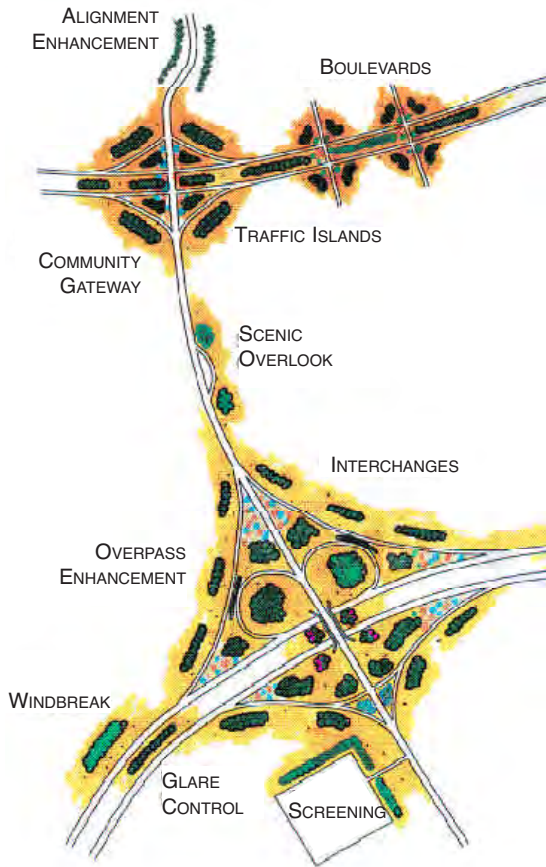 ALIGNMENT
ENHANCEMENT
BOULEVARDS
TRAFFIC ISLANDS
COMMUNITY
GATEWAY
SCENIC
OVERLOOK
INTERCHANGES
OVERPASS
ENHANCEMENT
WINDBREAK
GLARE
CONTROL
SCREENING